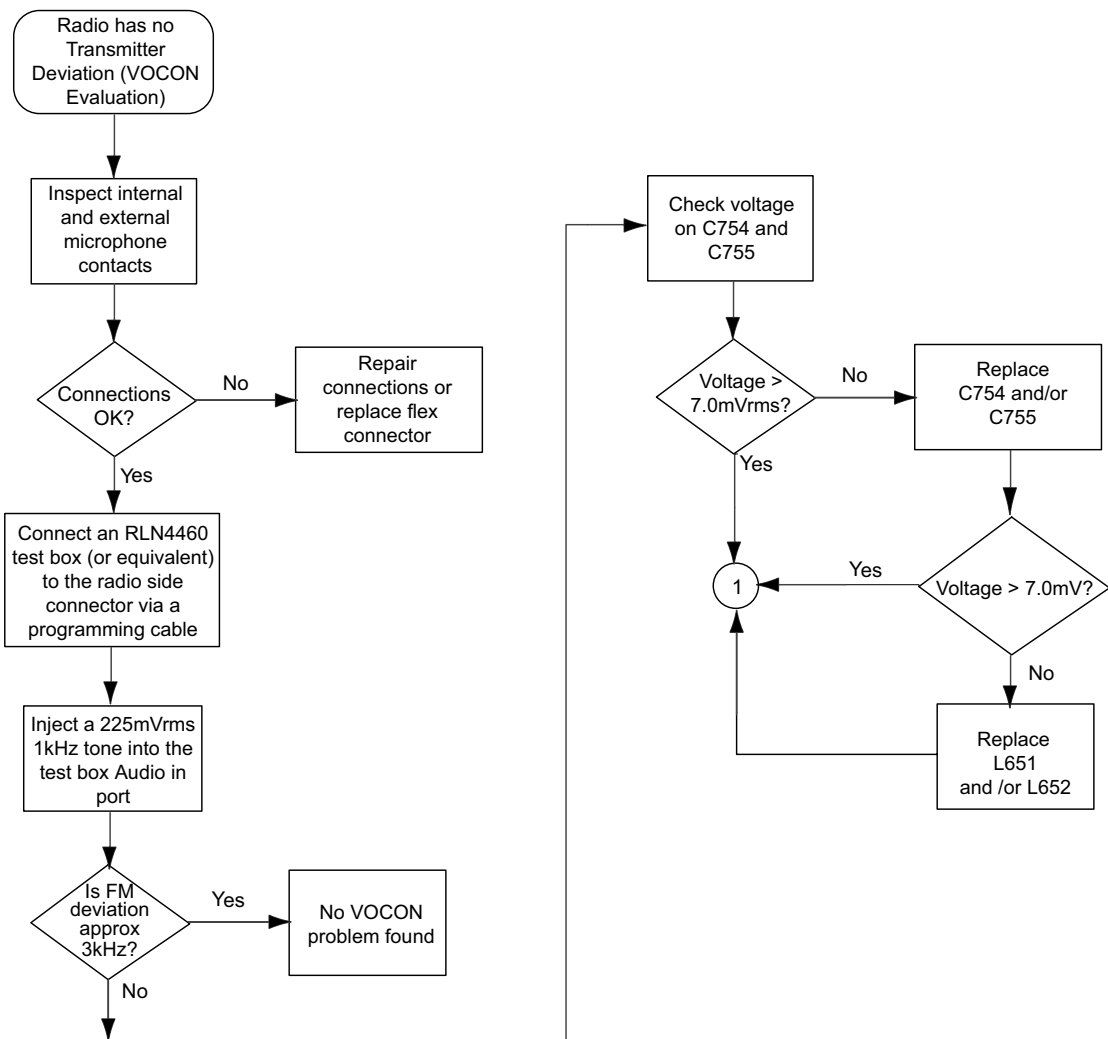 Radio has no
Transmitter
Deviation (VOCON
Evaluation)
Inspect internal
and external
microphone
contacts
Connections
OK?
No
Repair
connections or
replace flex
connector
Yes
Connect an RLN4460
test box (or equivalent)
to the radio side
connector via a
programming cable
Inject a 225mVrms
1kHz tone into the
test box Audio in
port
Is FM
deviation
approx
3kHz?
Yes
No VOCON
problem found
No
Check voltage
on C754 and
C755
Voltage >
7.0mVrms?
No
Replace
C754 and/or
C755
Yes
1
Yes
Voltage > 7.0mV?
No
Replace
L651
and /or L652